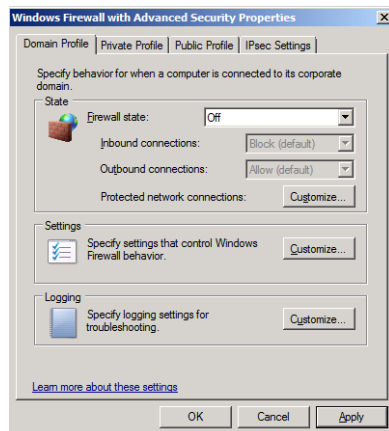 Windows Firewall with Advanced Security Properties
Domain Profile Private Profile Public Profile IPsec Settings
Specify behavior for when a computer is connected to its corporate
domain.
State
Firewall state: Off
Inbound connections: Block (default)
Outbound connections: Allow (default)
Protected network connections: Customize...
Settings
Specify settings that control Windows
Firewall behavior.
Customize...
Logging
Specify logging settings for
troubleshooting.
Customize...
Learn more about these settings
OK Cancel Apply